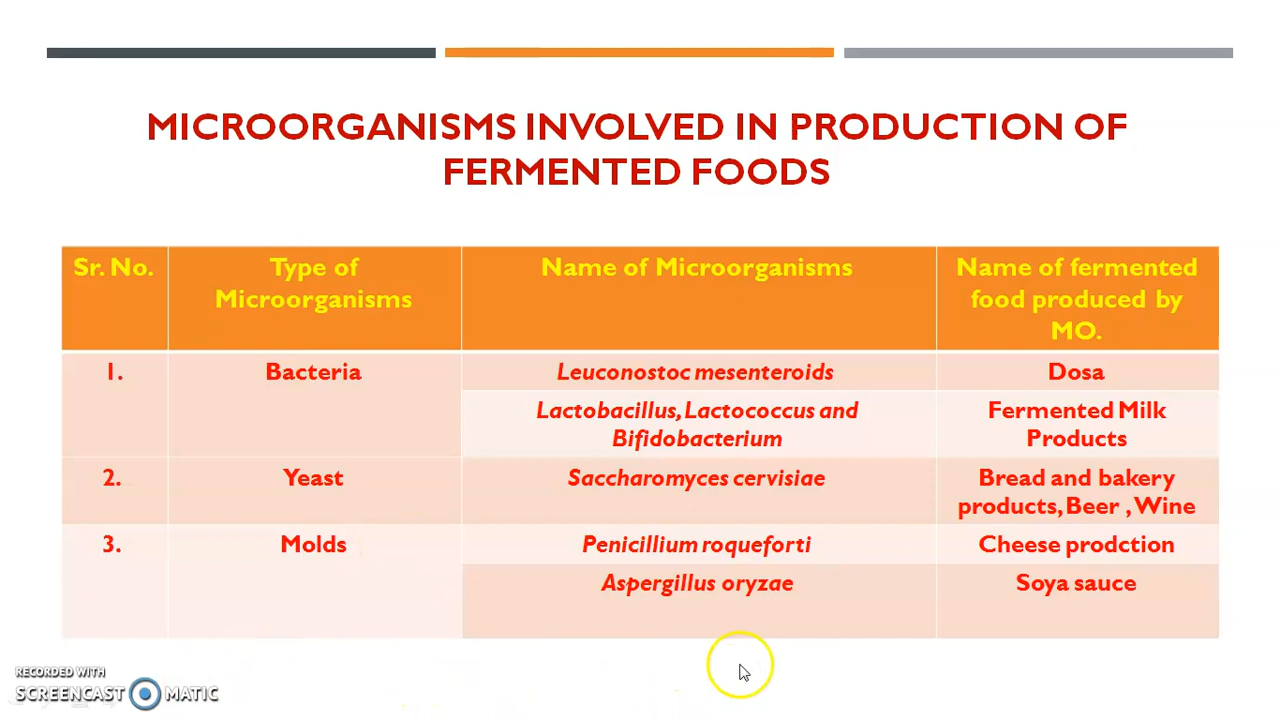 MICROORGANISMS INVOLVED IN PRODUCTION OF
FERMENTED FOODS
Sr. No.
Type of
Microorganisms
Name of Microorganisms
Name of fermented
food produced by
MO.
1.
Bacteria
Leuconostoc mesenteroids
Dosa
Lactobacillus, Lactococcus and
Bifidobacterium
Fermented Milk
Products
2.
Yeast
Saccharomyces cervisiae
Bread and bakery
products, Beer , Wine
3.
Molds
Penicillium roqueforti
Cheese prodction
Aspergillus oryzae
Soya sauce
RECORDED WITH
SCREENCAST MATIC